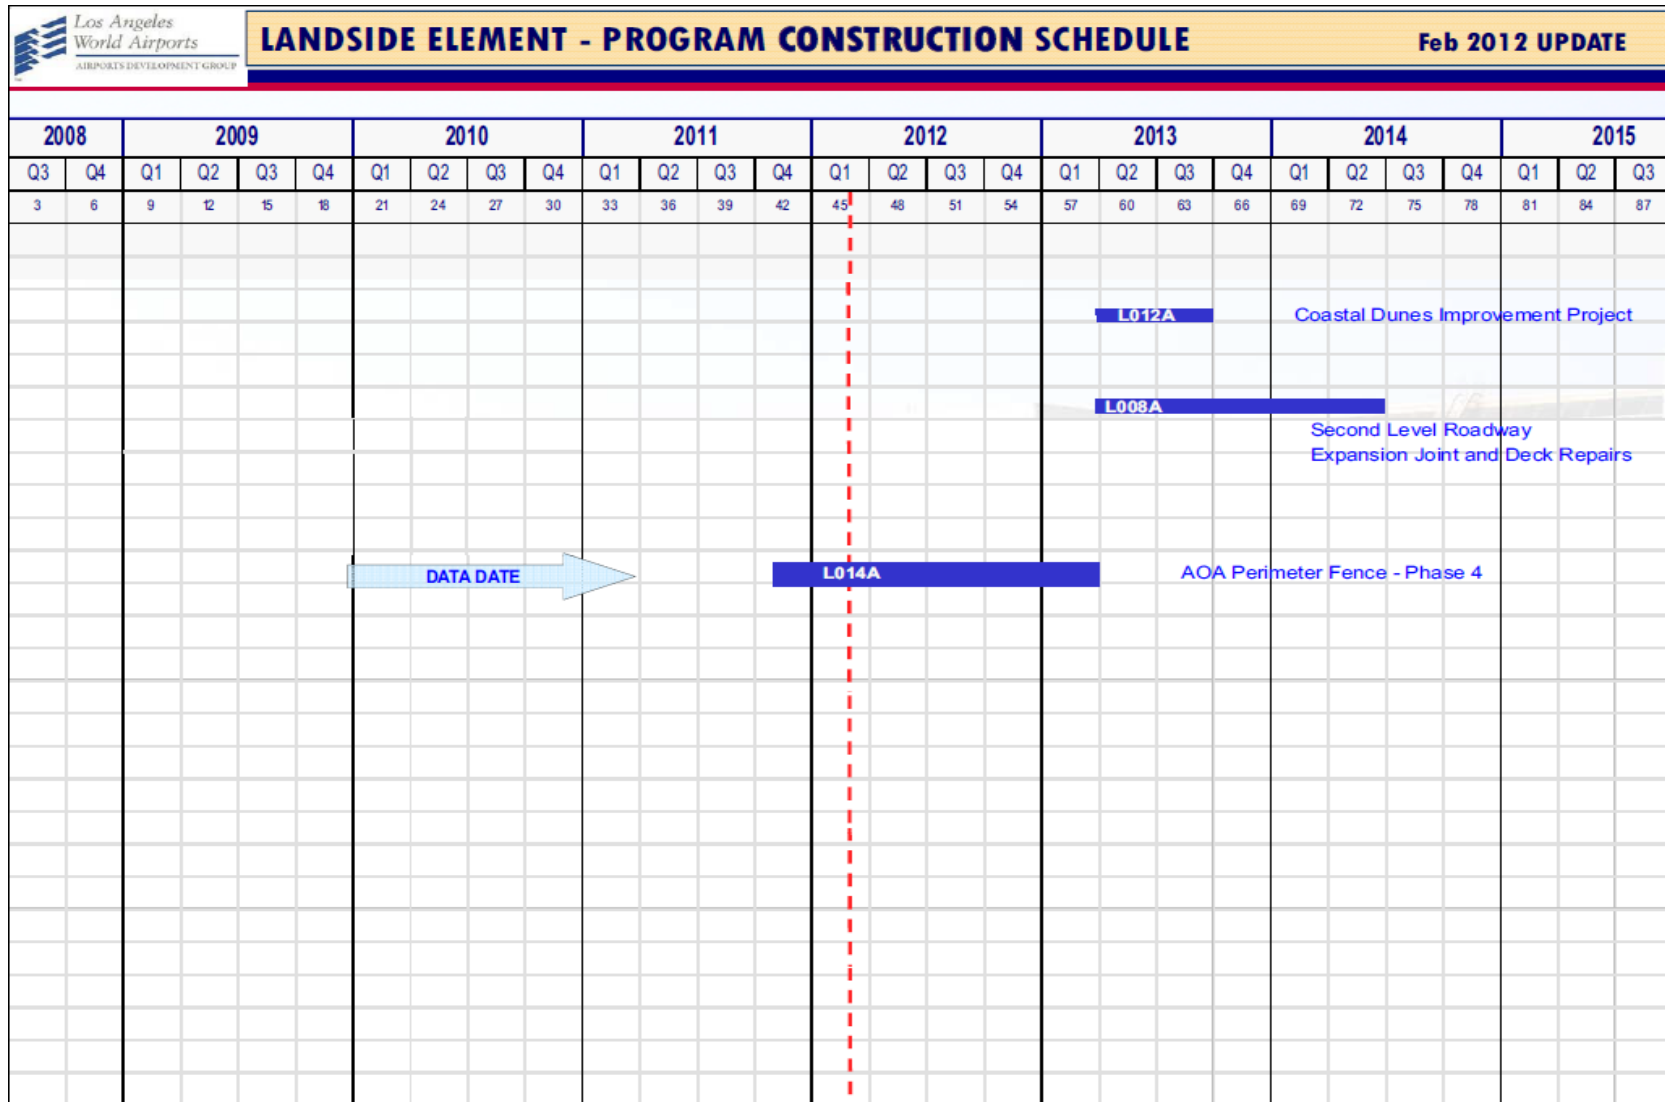 Los Angeles
World Airports
AIRPORTS DEVELOPMENT GROUP
LANDSIDE ELEMENT - PROGRAM CONSTRUCTION SCHEDULE
Feb 2012 UPDATE
2008 2009 2010 2011 2012 2013 2014 2015
Q3 Q4 Q1 Q2 Q3 Q4 Q1 Q2 Q3 Q4 Q1 Q2 Q3 Q4 Q1 Q2 Q3 Q4 Q1 Q2 Q3 Q4 Q1 Q2 Q3 Q4 Q1 Q2 Q3
3 6 9 12 15 18 21 24 27 30 33 36 39 42 45 48 51 54 57 60 63 66 69 72 75 78 81 84 87
L012A Coastal Dunes Improvement Project
L008A
Second Level Roadway
Expansion Joint and Deck Repairs
DATA DATE L014A AOA Perimeter Fence - Phase 4